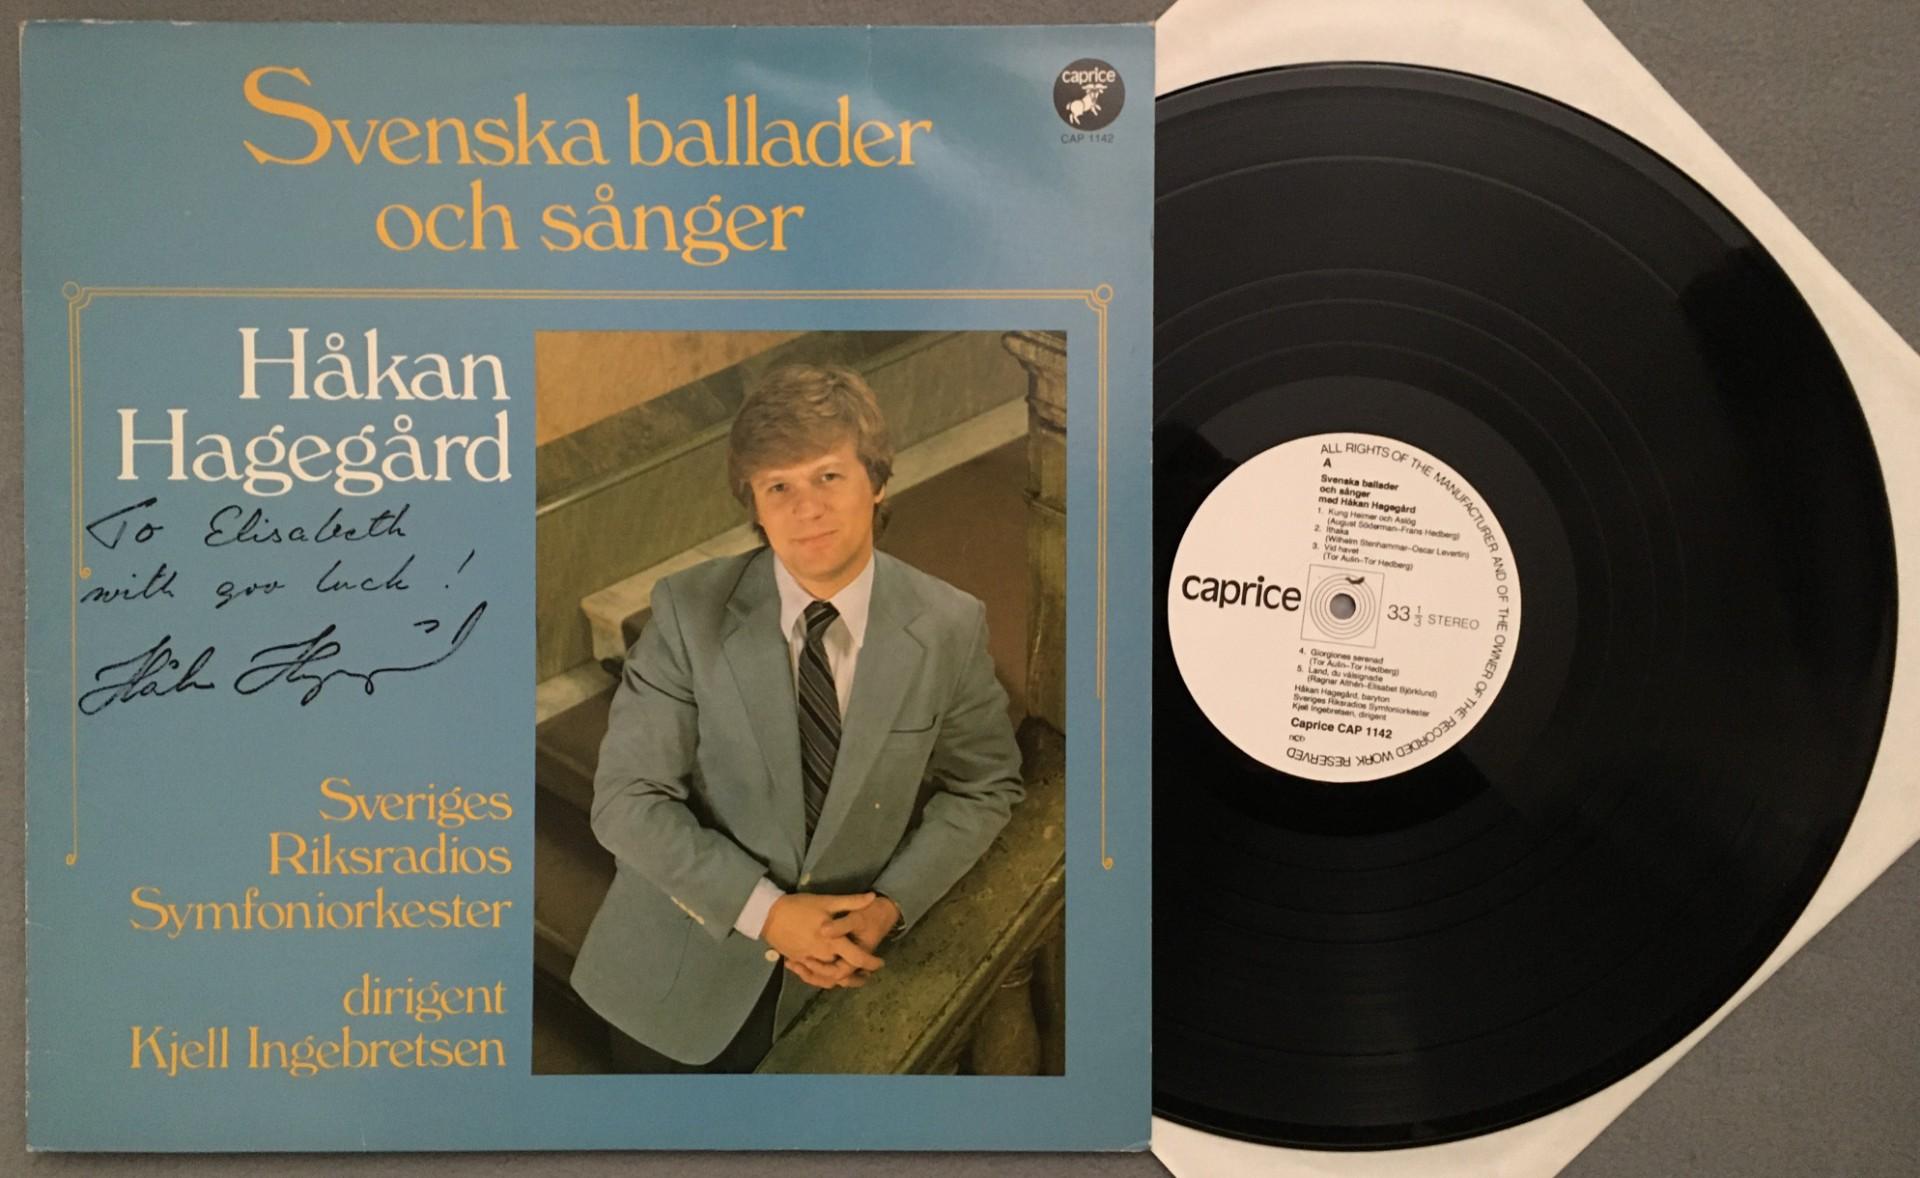 Svenska ballader
och sånger
caprice
CAP 1142
Håkan
Hagegård
To Elisabeth
with goo luck!
Håkan Hagegård
Sveriges
Riksradios
Symfoniorkester
dirigent
Kjell Ingebretsen
ALL RIGHTS OF THE MANUFACTURER AND OF THE OWNER OF THE RECORDED WORK RESERVED
A
Svenska ballader
och sånger
med Håkan Hagegård
1. Kung Heimer och Aslög
(August Söderman–Frans Hedberg)
2. Ithaka
(Wilhelm Stenhammar–Oscar Levertin)
3. Vid havet
(Tor Aulin–Tor Hedberg)
caprice
33 1/3 STEREO
4. Giorgiones serenad
(Tor Aulin–Tor Hedberg)
5. Land, du välsignade
(Ragnar Althén–Elisabet Björklund)
Håkan Hagegård, baryton
Sveriges Riksradios Symfoniorkester
Kjell Ingebretsen, dirigent
Caprice CAP 1142
ncb